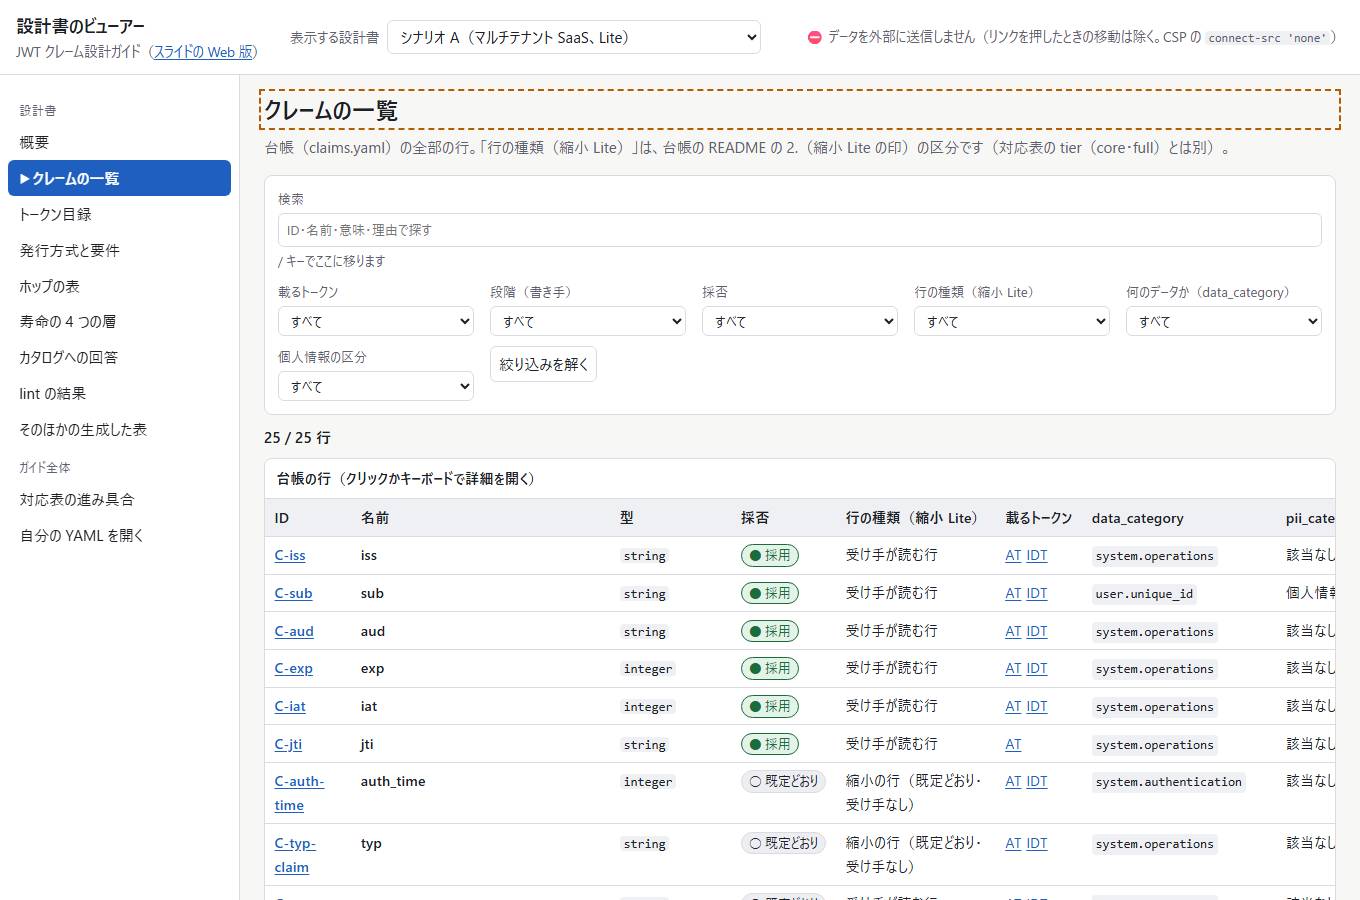 設計書のビューアー
JWT クレーム設計ガイド（スライドの Web 版）
表示する設計書
シナリオ A（マルチテナント SaaS、Lite）
データを外部に送信しません（リンクを押したときの移動は除く。CSP の connect-src 'none'）
設計書
概要
▶クレームの一覧
トークン目録
発行方式と要件
ホップの表
寿命の 4 つの層
カタログへの回答
lint の結果
そのほかの生成した表
ガイド全体
対応表の進み具合
自分の YAML を開く
クレームの一覧
台帳（claims.yaml）の全部の行。「行の種類（縮小 Lite）」は、台帳の README の 2.（縮小 Lite の印）の区分です（対応表の tier（core・full）とは別）。
検索
ID・名前・意味・理由で探す
/ キーでここに移ります
載るトークン 段階（書き手） 採否 行の種類（縮小 Lite） 何のデータか（data_category）
すべて すべて すべて すべて すべて
個人情報の区分
すべて 絞り込みを解く
25 / 25 行
台帳の行（クリックかキーボードで詳細を開く）
ID 名前 型 採否 行の種類（縮小 Lite） 載るトークン data_category pii_cate
C-iss iss string 採用 受け手が読む行 AT IDT system.operations 該当なし
C-sub sub string 採用 受け手が読む行 AT IDT user.unique_id 個人情報
C-aud aud string 採用 受け手が読む行 AT IDT system.operations 該当なし
C-exp exp integer 採用 受け手が読む行 AT IDT system.operations 該当なし
C-iat iat integer 採用 受け手が読む行 AT IDT system.operations 該当なし
C-jti jti string 採用 受け手が読む行 AT system.operations 該当なし
C-auth-time auth_time integer 既定どおり 縮小の行（既定どおり・受け手なし） AT IDT system.authentication 該当なし
C-typ-claim typ string 既定どおり 縮小の行（既定どおり・受け手なし） AT IDT system.operations 該当なし